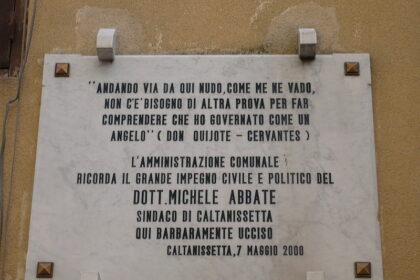 "ANDANDO VIA DA QUI NUDO, COME ME NE VADO,
NON C'E' BISOGNO DI ALTRA PROVA PER FAR
COMPRENDERE CHE HO GOVERNATO COME UN
ANGELO" ( DON QUIJOTE - CERVANTES )
L'AMMINISTRAZIONE COMUNALE
RICORDA IL GRANDE IMPEGNO CIVILE E POLITICO DEL
DOTT. MICHELE ABBATE
SINDACO DI CALTANISSETTA
QUI BARBARAMENTE UCCISO
CALTANISSETTA, 7 MAGGIO 2000